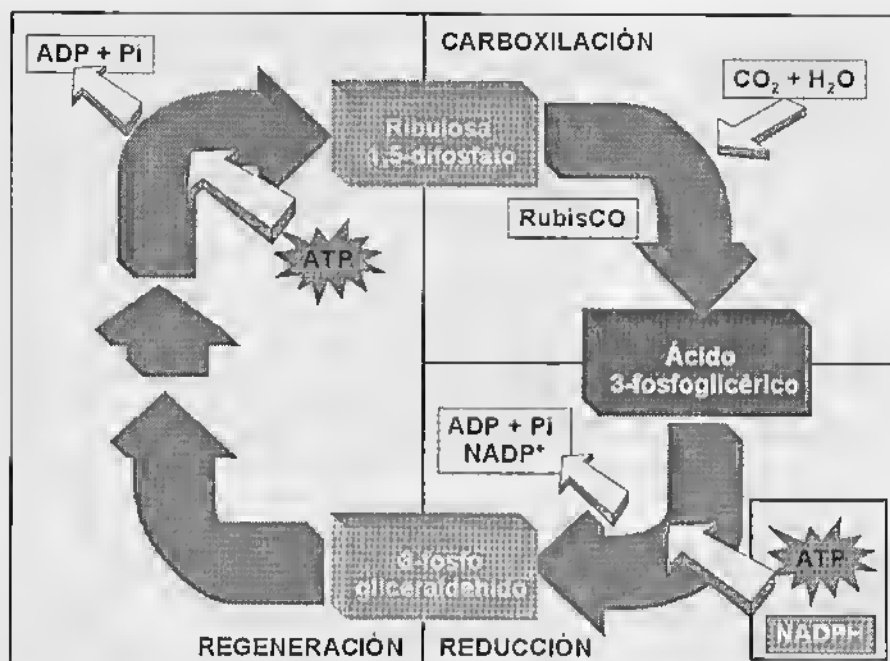 CARBOXILACIÓN
ADP + Pi
CO₂ + H₂O
Ribulosa
1,5-difosfato
RubisCO
ATP
Ácido
3-fosfoglicérico
ADP + Pi
NADP⁺
ATP
NADPH
3-fosfo
gliceraldehido
REGENERACIÓN
REDUCCIÓN